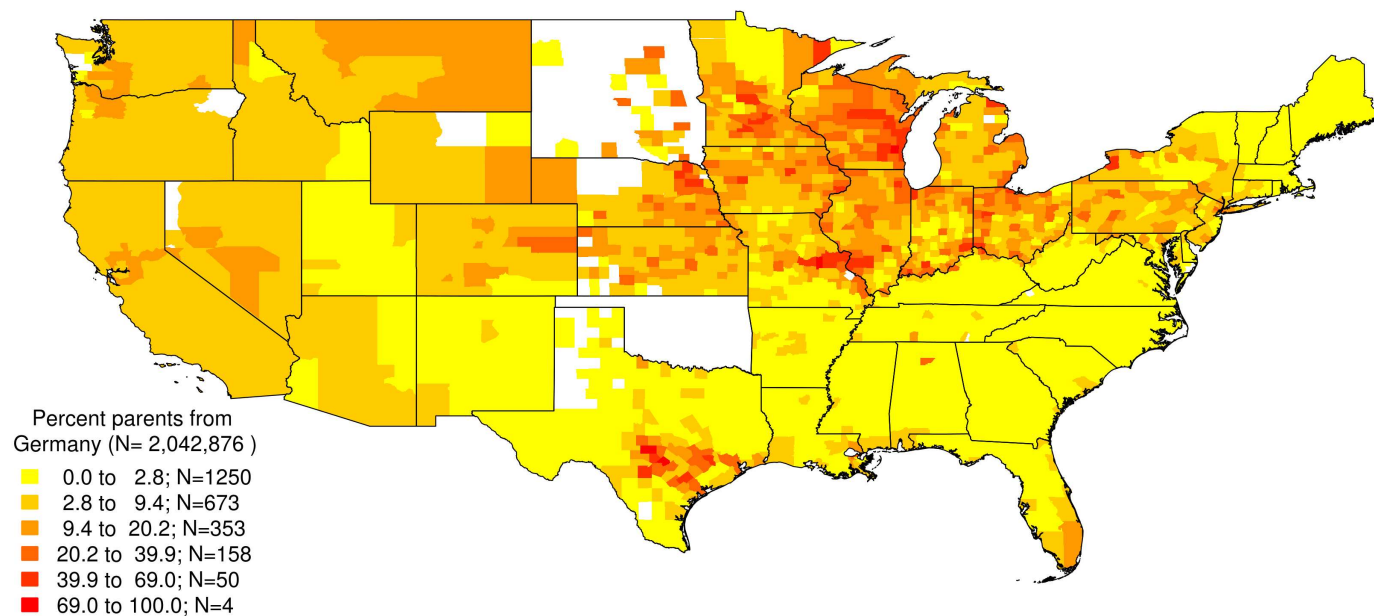 Percent parents from
Germany (N= 2,042,876 )
0.0 to 2.8; N=1250
2.8 to 9.4; N=673
9.4 to 20.2; N=353
20.2 to 39.9; N=158
39.9 to 69.0; N=50
69.0 to 100.0; N=4